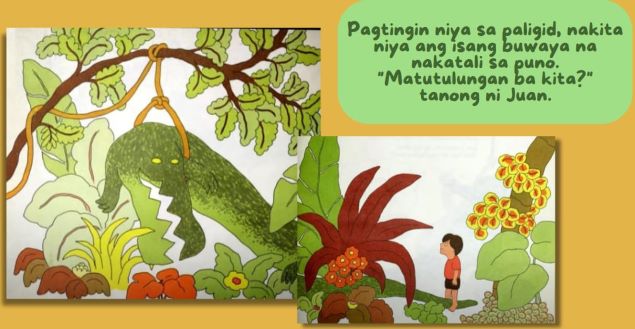 Pagtingin niya sa paligid, nakita
niya ang isang buwaya na
nakatali sa puno.
"Matutulungan ba kita?"
tanong ni Juan.